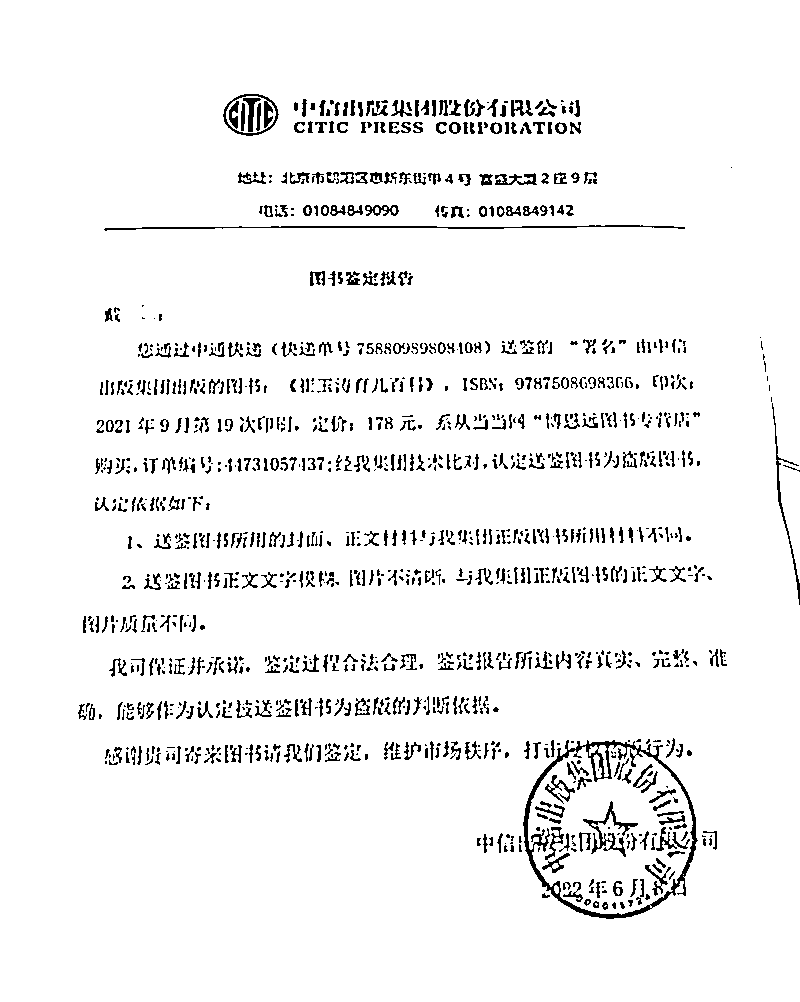 中信出版集团股份有限公司
CITIC PRESS CORPORATION
地址：北京市朝阳区惠新东街甲4号 富盛大厦2座9层
电话：01084849090 传真：01084849142
图书鉴定报告
戴
您通过中通快递（快递单号75880989808408）送鉴的“署名”由中信
出版集团出版的图书：《崔玉涛育儿百科》，ISBN：9787508698366，印次：
2021年9月第19次印刷，定价：178元，系从当当网“博恩远图书专营店”
购买，订单编号：44731057437；经我集团技术比对，认定送鉴图书为盗版图书，
认定依据如下：
1、送鉴图书所用的封面、正文材料与我集团正版图书所用材料不同。
2、送鉴图书正文文字模糊、图片不清晰，与我集团正版图书的正文文字、
图片质量不同。
我司保证并承诺，鉴定过程合法合理，鉴定报告所述内容真实、完整、准
确，能够作为认定被送鉴图书为盗版的判断依据。
感谢贵司寄来图书请我们鉴定，维护市场秩序，打击侵权盗版行为。
中信出版集团股份有限公司
2022年6月8日
中信出版集团股份有限公司